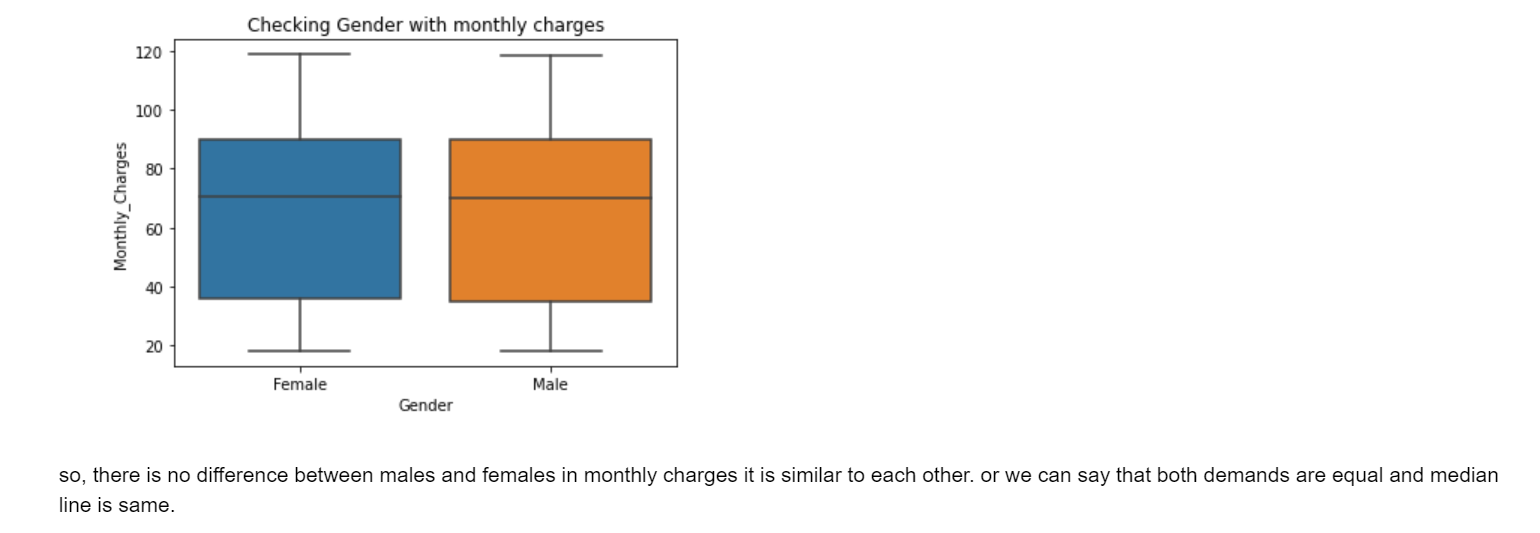 Checking Gender with monthly charges
120
100
80
60
40
20
Monthly_Charges
Female Male
Gender
so, there is no difference between males and females in monthly charges it is similar to each other. or we can say that both demands are equal and median
line is same.